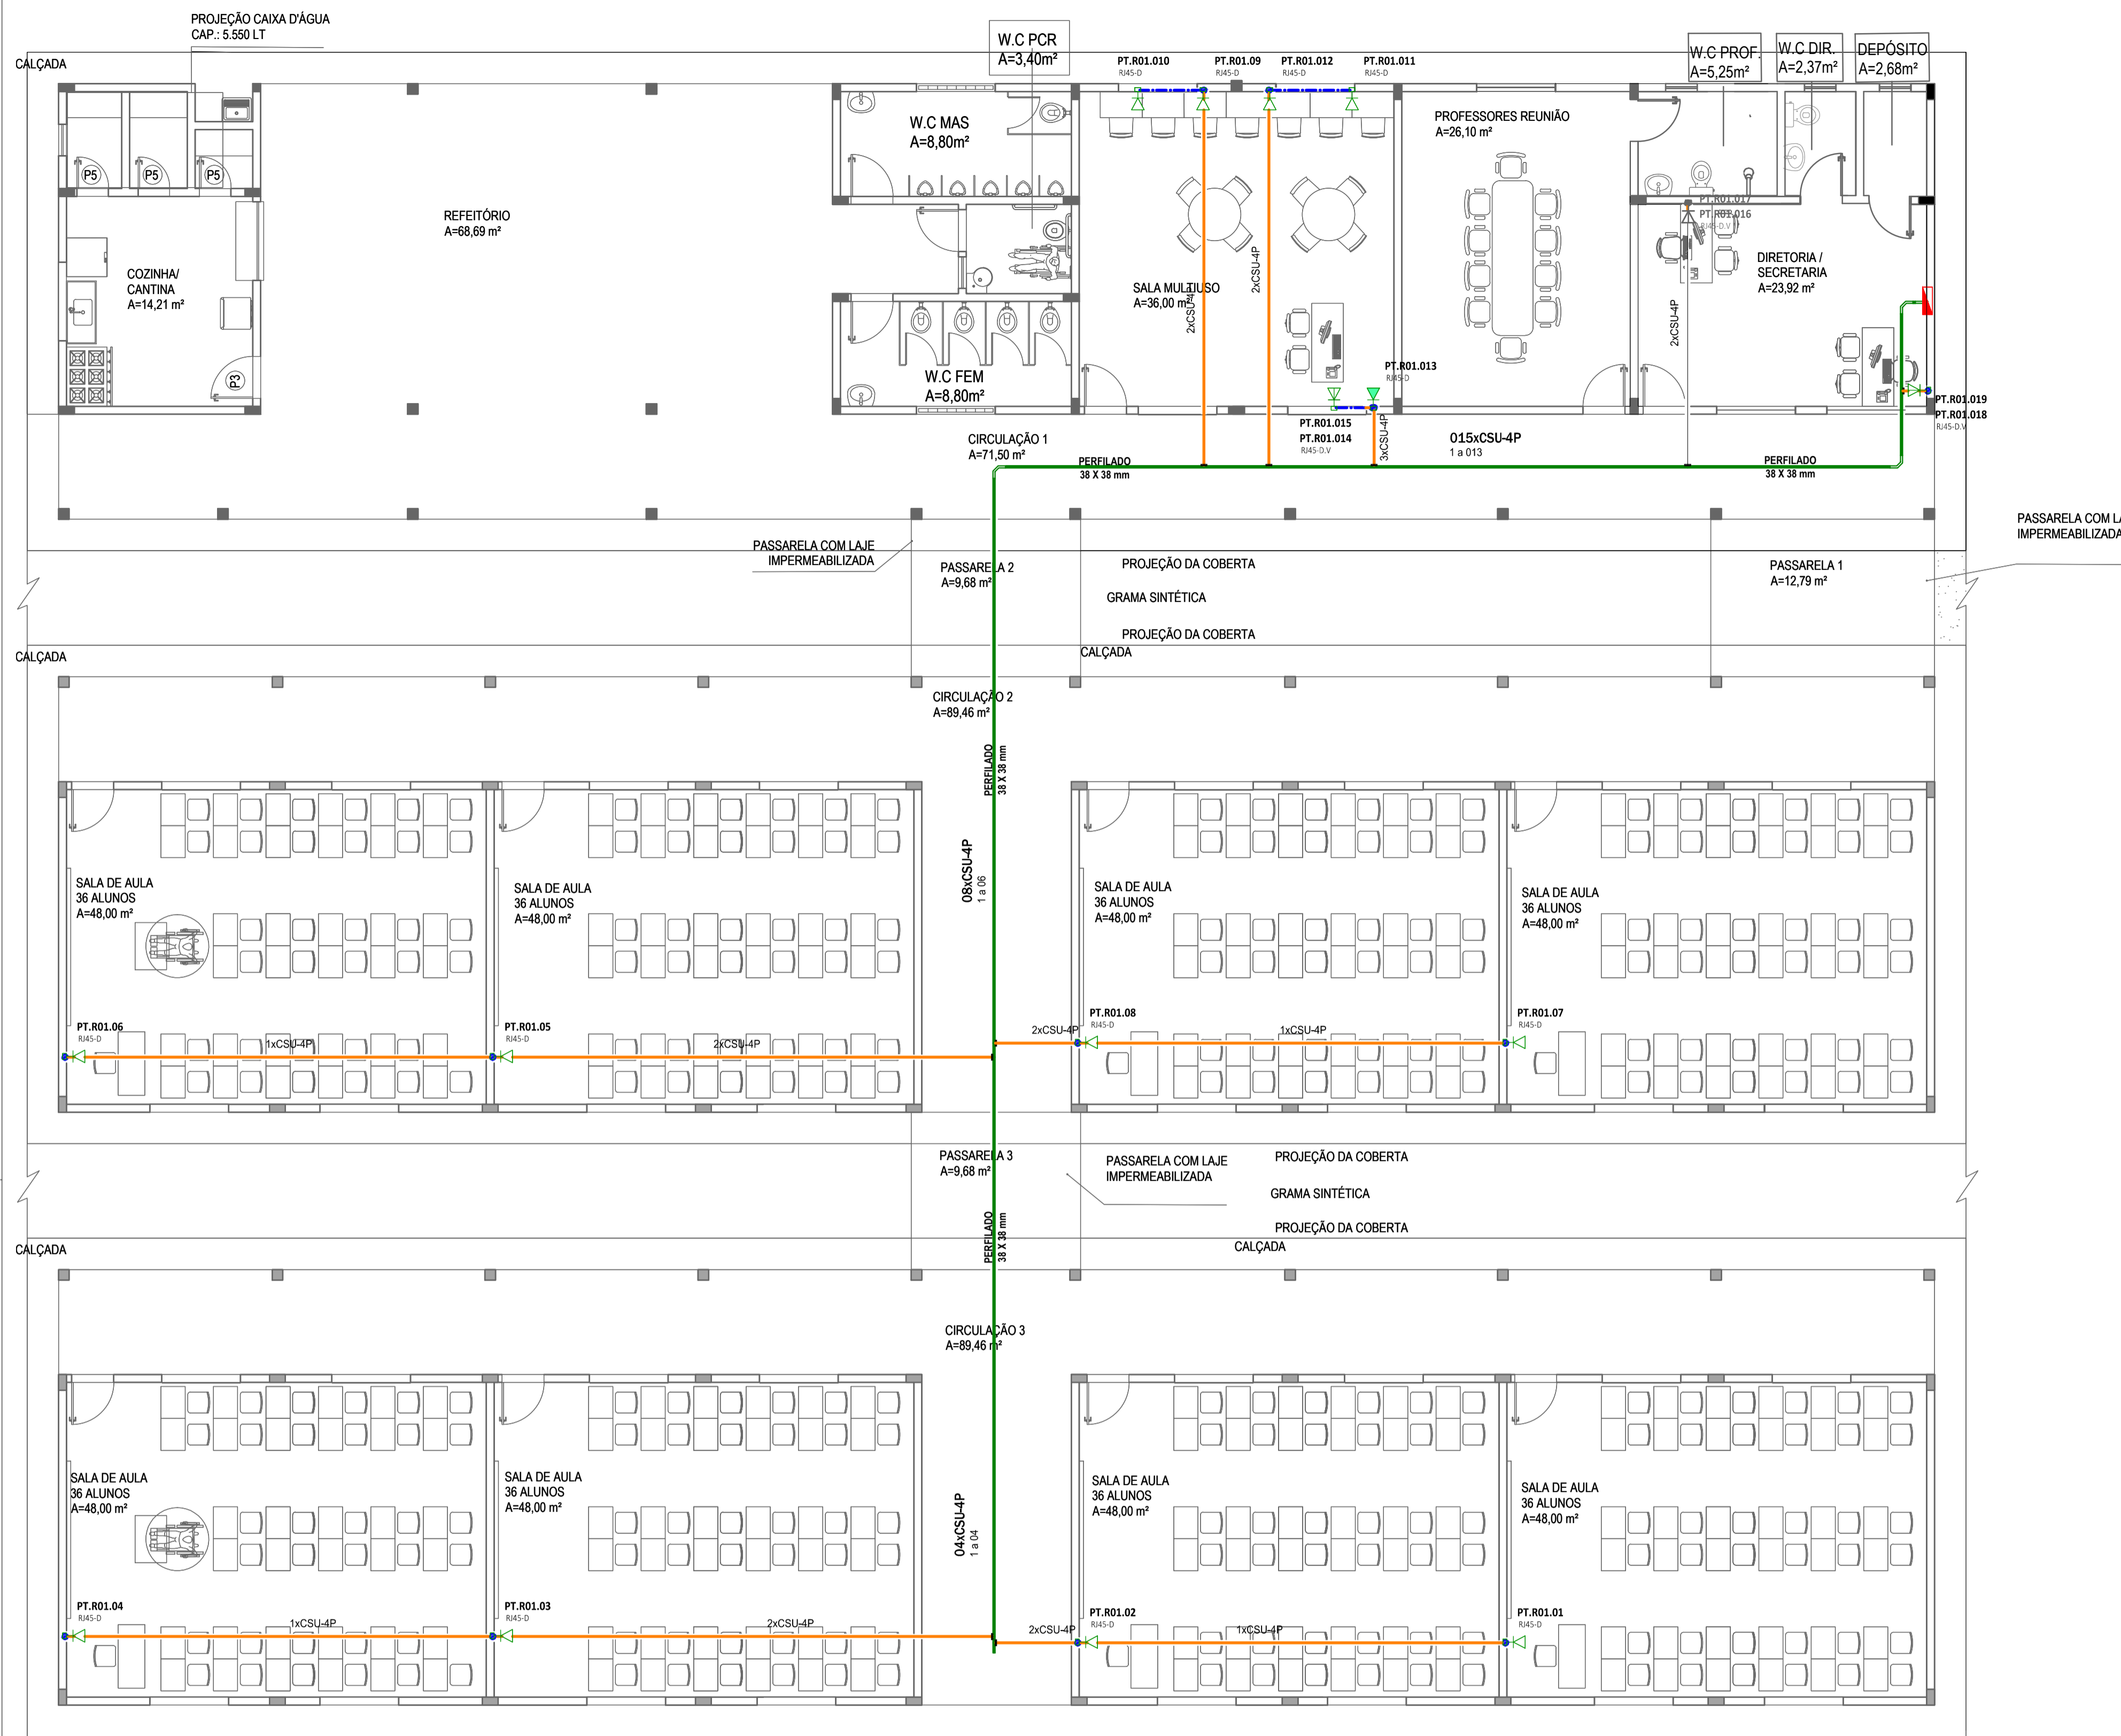 PROJEÇÃO CAIXA D'ÁGUA
CAP.: 5.550 LT
CALÇADA
W.C PCR
A=3,40m²
PT.R01.010
RJ45-D
PT.R01.09
RJ45-D
PT.R01.012
RJ45-D
PT.R01.011
RJ45-D
W.C PROF.
A=5,25m²
W.C DIR.
A=2,37m²
DEPÓSITO
A=2,68m²
W.C MAS
A=8,80m²
PROFESSORES REUNIÃO
A=26,10 m²
P5
P5
P5
REFEITÓRIO
A=68,69 m²
PT.R01.017
PT.R01.016
RJ45-D.V
COZINHA/
CANTINA
A=14,21 m²
SALA MULTIUSO
A=36,00 m²
2xCSU-4P
2xCSU-4P
2xCSU-4P
DIRETORIA /
SECRETARIA
A=23,92 m²
P3
W.C FEM
A=8,80m²
PT.R01.013
RJ45-D
PT.R01.015
PT.R01.014
RJ45-D.V
3xCSU-4P
PT.R01.019
PT.R01.018
RJ45-D.V
CIRCULAÇÃO 1
A=71,50 m²
015xCSU-4P
1 a 013
PERFILADO
38 X 38 mm
PERFILADO
38 X 38 mm
PASSARELA COM LA
IMPERMEABILIZADA
PASSARELA COM LAJE
IMPERMEABILIZADA
PASSARELA 2
A=9,68 m²
PROJEÇÃO DA COBERTA
PASSARELA 1
A=12,79 m²
GRAMA SINTÉTICA
PROJEÇÃO DA COBERTA
CALÇADA
CALÇADA
CIRCULAÇÃO 2
A=89,46 m²
PERFILADO
38 X 38 mm
08xCSU-4P
1 a 06
SALA DE AULA
36 ALUNOS
A=48,00 m²
SALA DE AULA
36 ALUNOS
A=48,00 m²
SALA DE AULA
36 ALUNOS
A=48,00 m²
SALA DE AULA
36 ALUNOS
A=48,00 m²
PT.R01.06
RJ45-D
1xCSU-4P
PT.R01.05
RJ45-D
2xCSU-4P
2xCSU-4P
PT.R01.08
RJ45-D
1xCSU-4P
PT.R01.07
RJ45-D
PASSARELA 3
A=9,68 m²
PASSARELA COM LAJE
IMPERMEABILIZADA
PROJEÇÃO DA COBERTA
GRAMA SINTÉTICA
PROJEÇÃO DA COBERTA
CALÇADA
CALÇADA
PERFILADO
38 X 38 mm
CIRCULAÇÃO 3
A=89,46 m²
04xCSU-4P
1 a 04
SALA DE AULA
36 ALUNOS
A=48,00 m²
SALA DE AULA
36 ALUNOS
A=48,00 m²
SALA DE AULA
36 ALUNOS
A=48,00 m²
SALA DE AULA
36 ALUNOS
A=48,00 m²
PT.R01.04
RJ45-D
1xCSU-4P
PT.R01.03
RJ45-D
2xCSU-4P
2xCSU-4P
PT.R01.02
RJ45-D
1xCSU-4P
PT.R01.01
RJ45-D